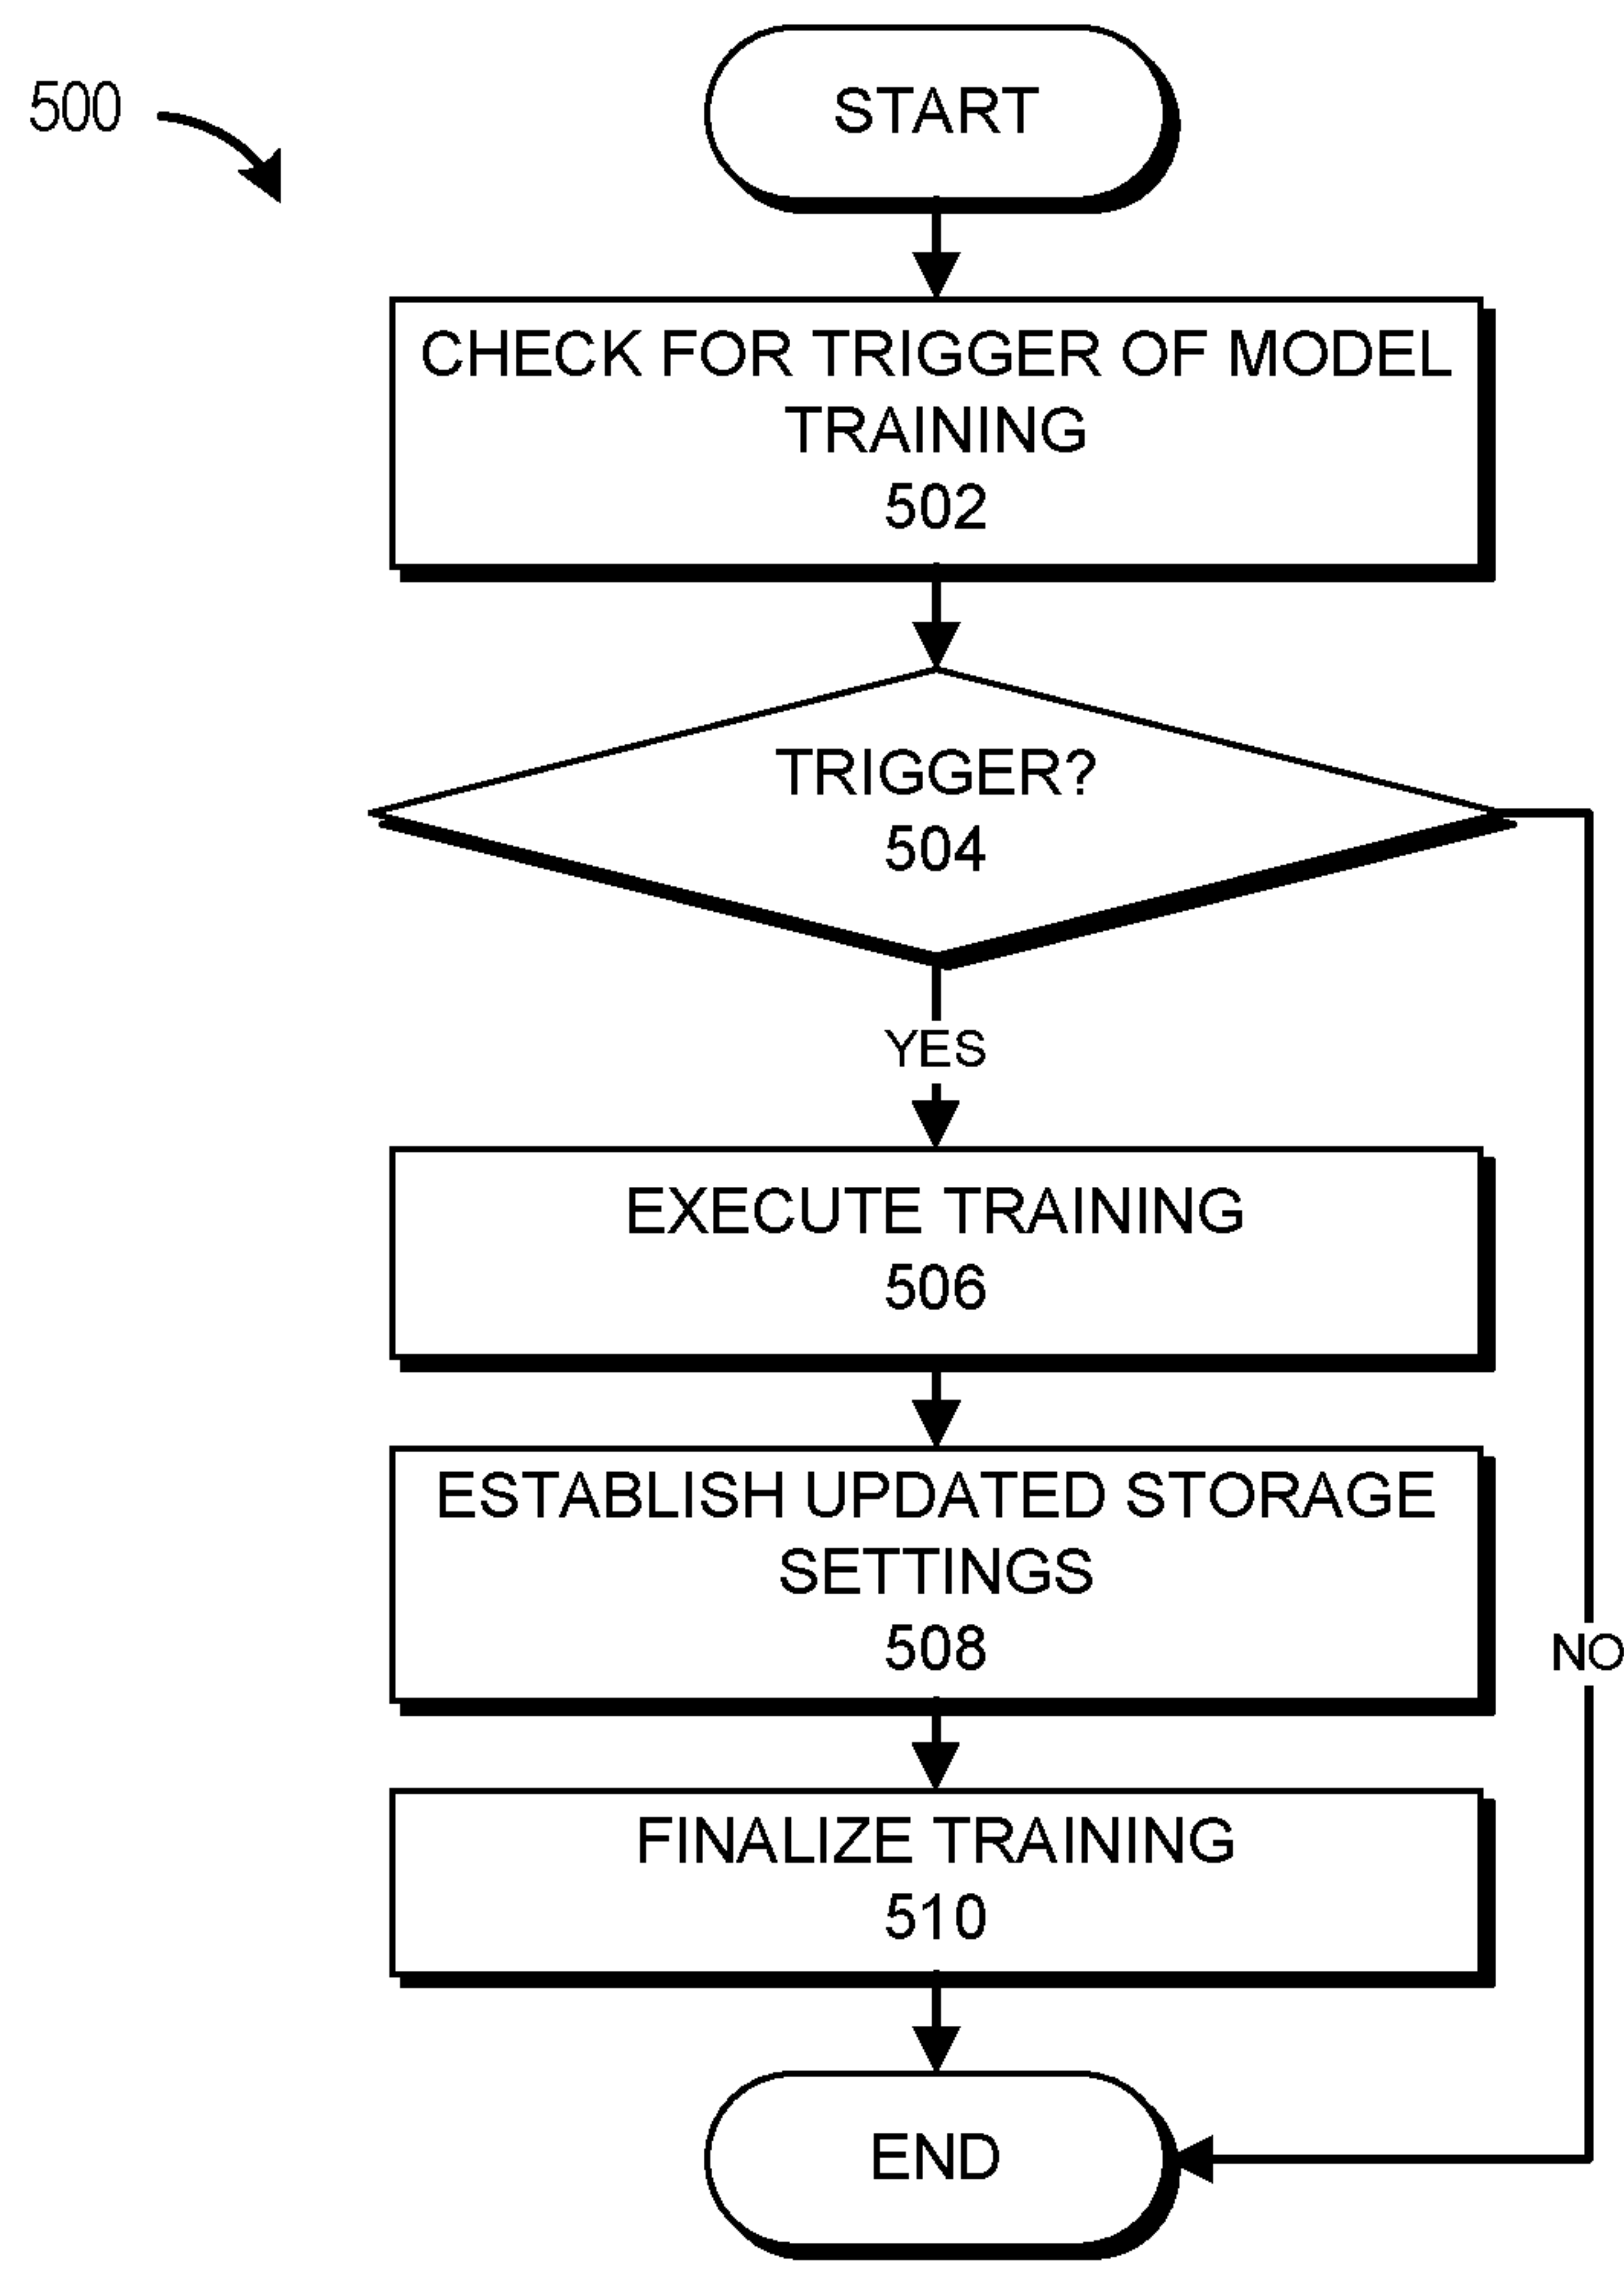 500
START
CHECK FOR TRIGGER OF MODEL
TRAINING
502
TRIGGER?
504
YES
EXECUTE TRAINING
506
ESTABLISH UPDATED STORAGE
SETTINGS
508
NO
FINALIZE TRAINING
510
END